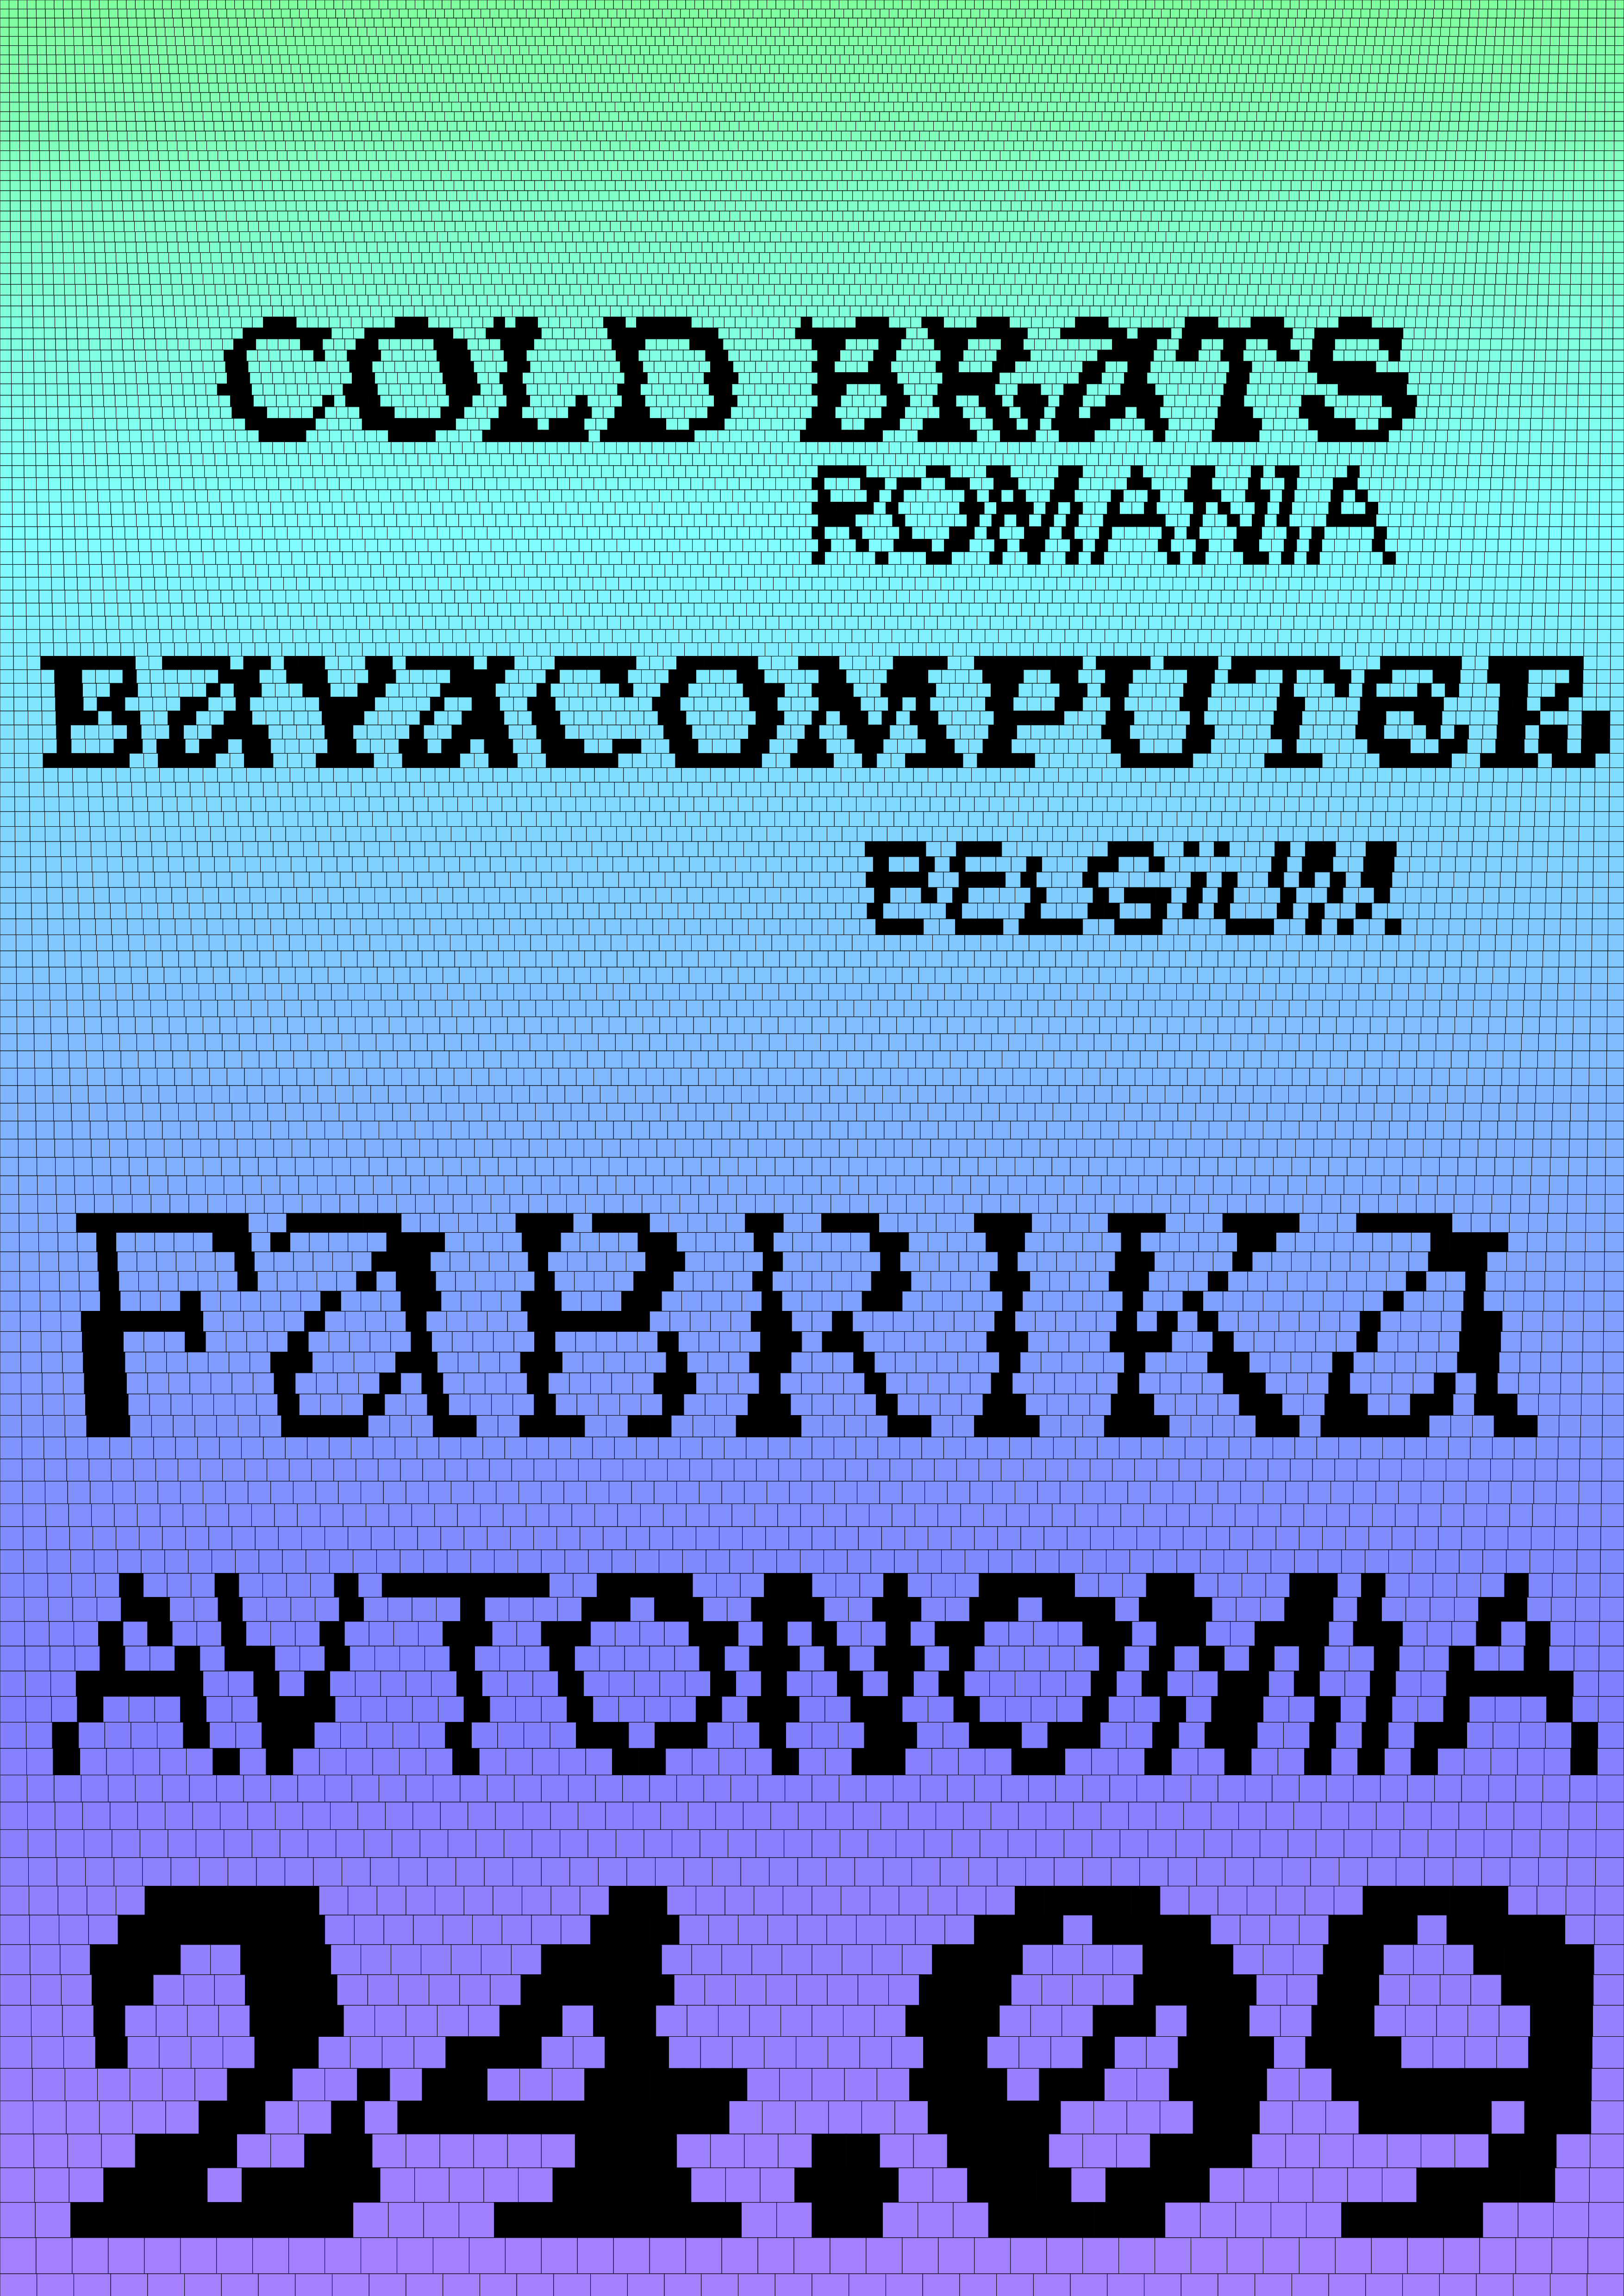 COLD BRATS
ROMANIA
BAYACOMPUTER
BELGiUM!
FABRIKA
AVTONOMIA
24.09